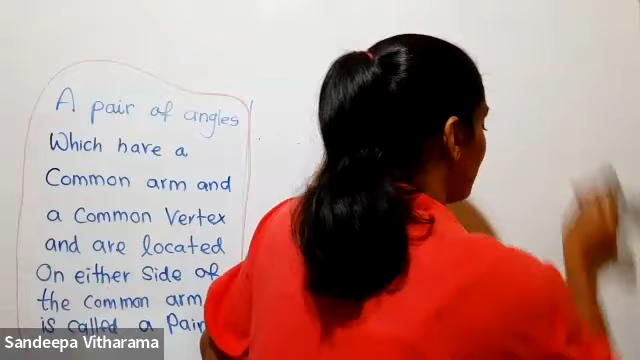 A pair of angles
Which have a
Common arm and
a Common Vertex
and are located
On either Side of
the common arm
is called a Pair
Sandeepa Vitharama